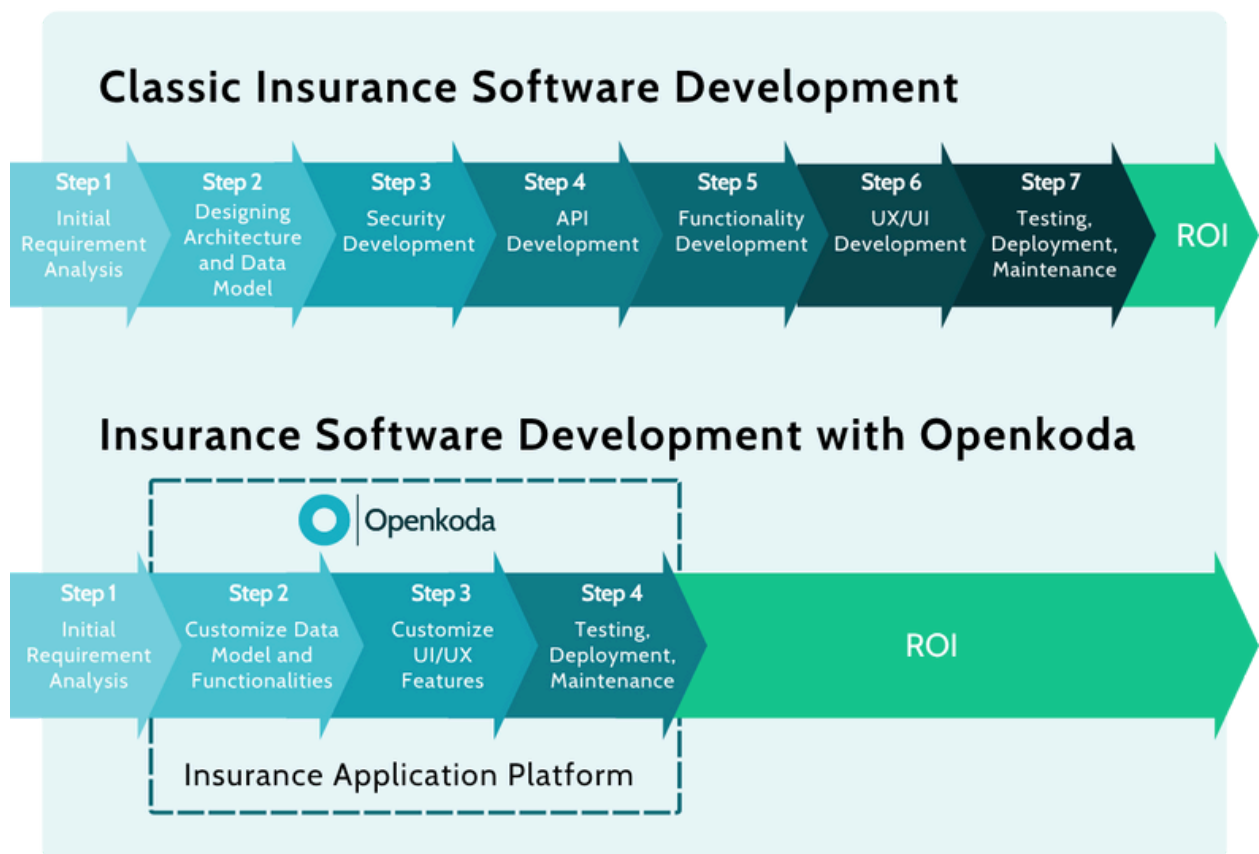 Classic Insurance Software Development
Step 1
Initial
Requirement
Analysis
Step 2
Designing
Architecture
and Data
Model
Step 3
Security
Development
Step 4
API
Development
Step 5
Functionality
Development
Step 6
UX/UI
Development
Step 7
Testing,
Deployment,
Maintenance
ROI
Insurance Software Development with Openkoda
Openkoda
Step 1
Initial
Requirement
Analysis
Step 2
Customize Data
Model and
Functionalities
Step 3
Customize
UI/UX
Features
Step 4
Testing,
Deployment,
Maintenance
ROI
Insurance Application Platform